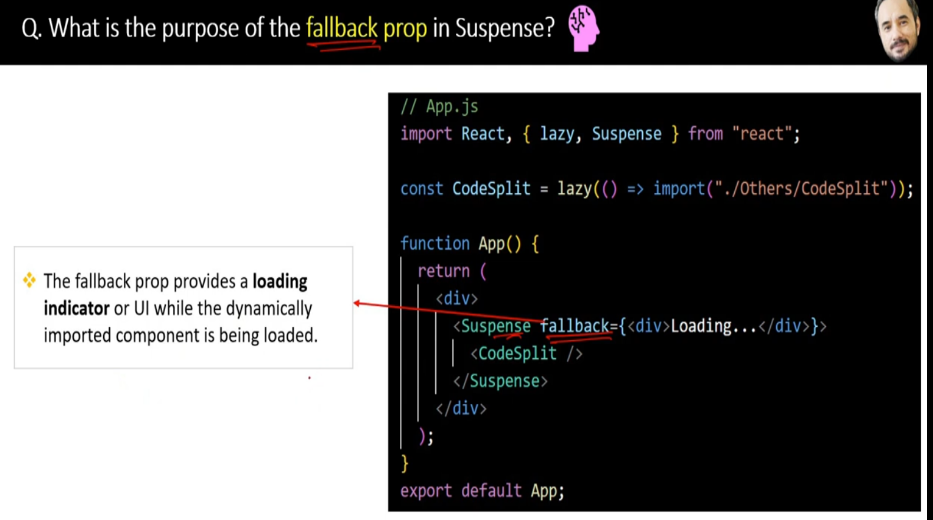 Q. What is the purpose of the fallback prop in Suspense?
❖ The fallback prop provides a loading
indicator or UI while the dynamically
imported component is being loaded.
// App.js
import React, { lazy, Suspense } from "react";
const CodeSplit = lazy(() => import("./Others/CodeSplit"));
function App() {
return (
<div>
<Suspense fallback={<div>Loading...</div>}>
<CodeSplit />
</Suspense>
</div>
);
}
export default App;